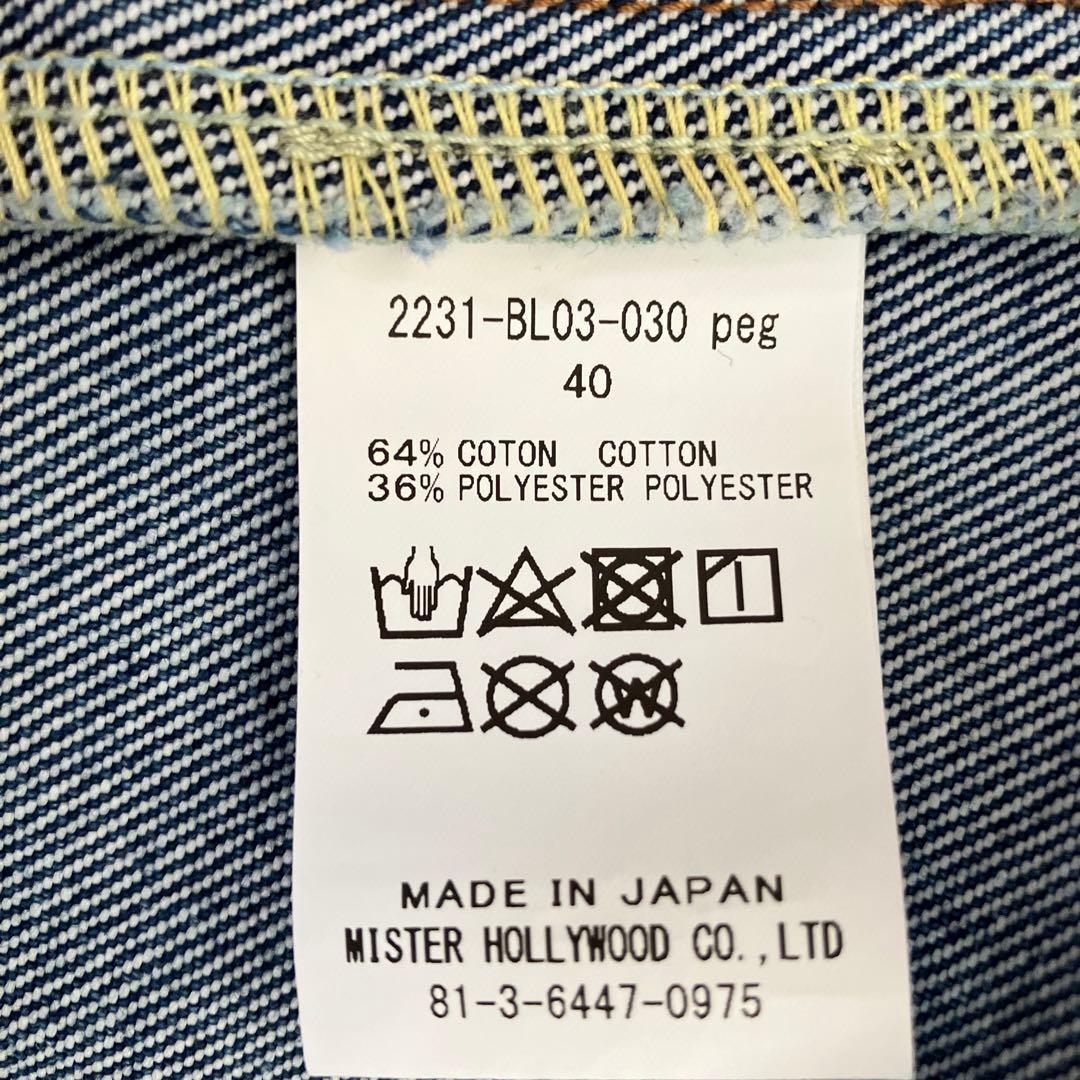 2231-BL03-030 peg
40
64% COTON COTTON
36% POLYESTER POLYESTER
W
MADE IN JAPAN
MISTER HOLLYWOOD CO.,LTD
81-3-6447-0975